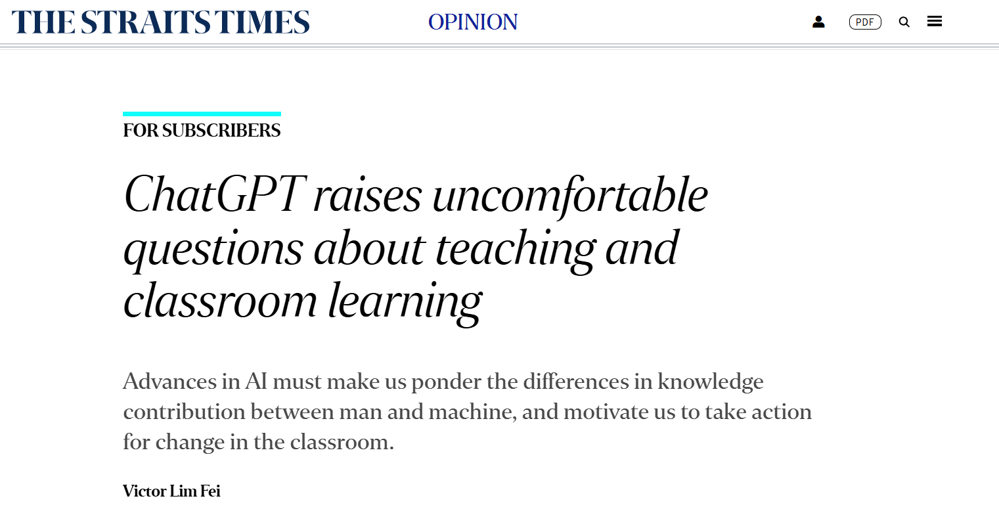 THE STRAITS TIMES
OPINION
PDF
FOR SUBSCRIBERS
ChatGPT raises uncomfortable
questions about teaching and
classroom learning
Advances in AI must make us ponder the differences in knowledge
contribution between man and machine, and motivate us to take action
for change in the classroom.
Victor Lim Fei